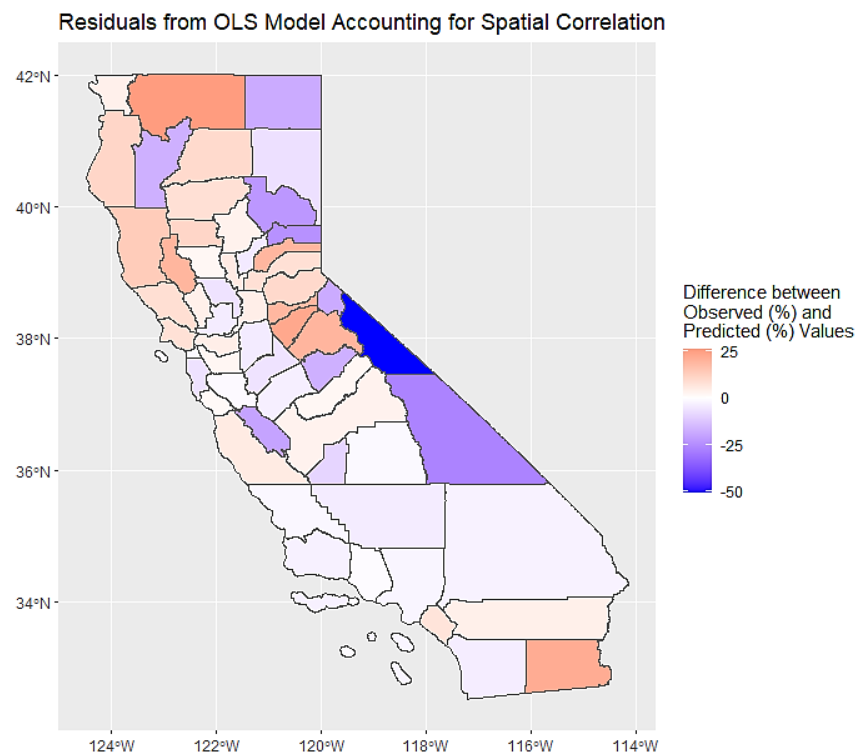 Residuals from OLS Model Accounting for Spatial Correlation
42°N
40°N
38°N
36°N
34°N
124°W
122°W
120°W
118°W
116°W
114°W
Difference between
Observed (%) and
Predicted (%) Values
25
0
-25
-50